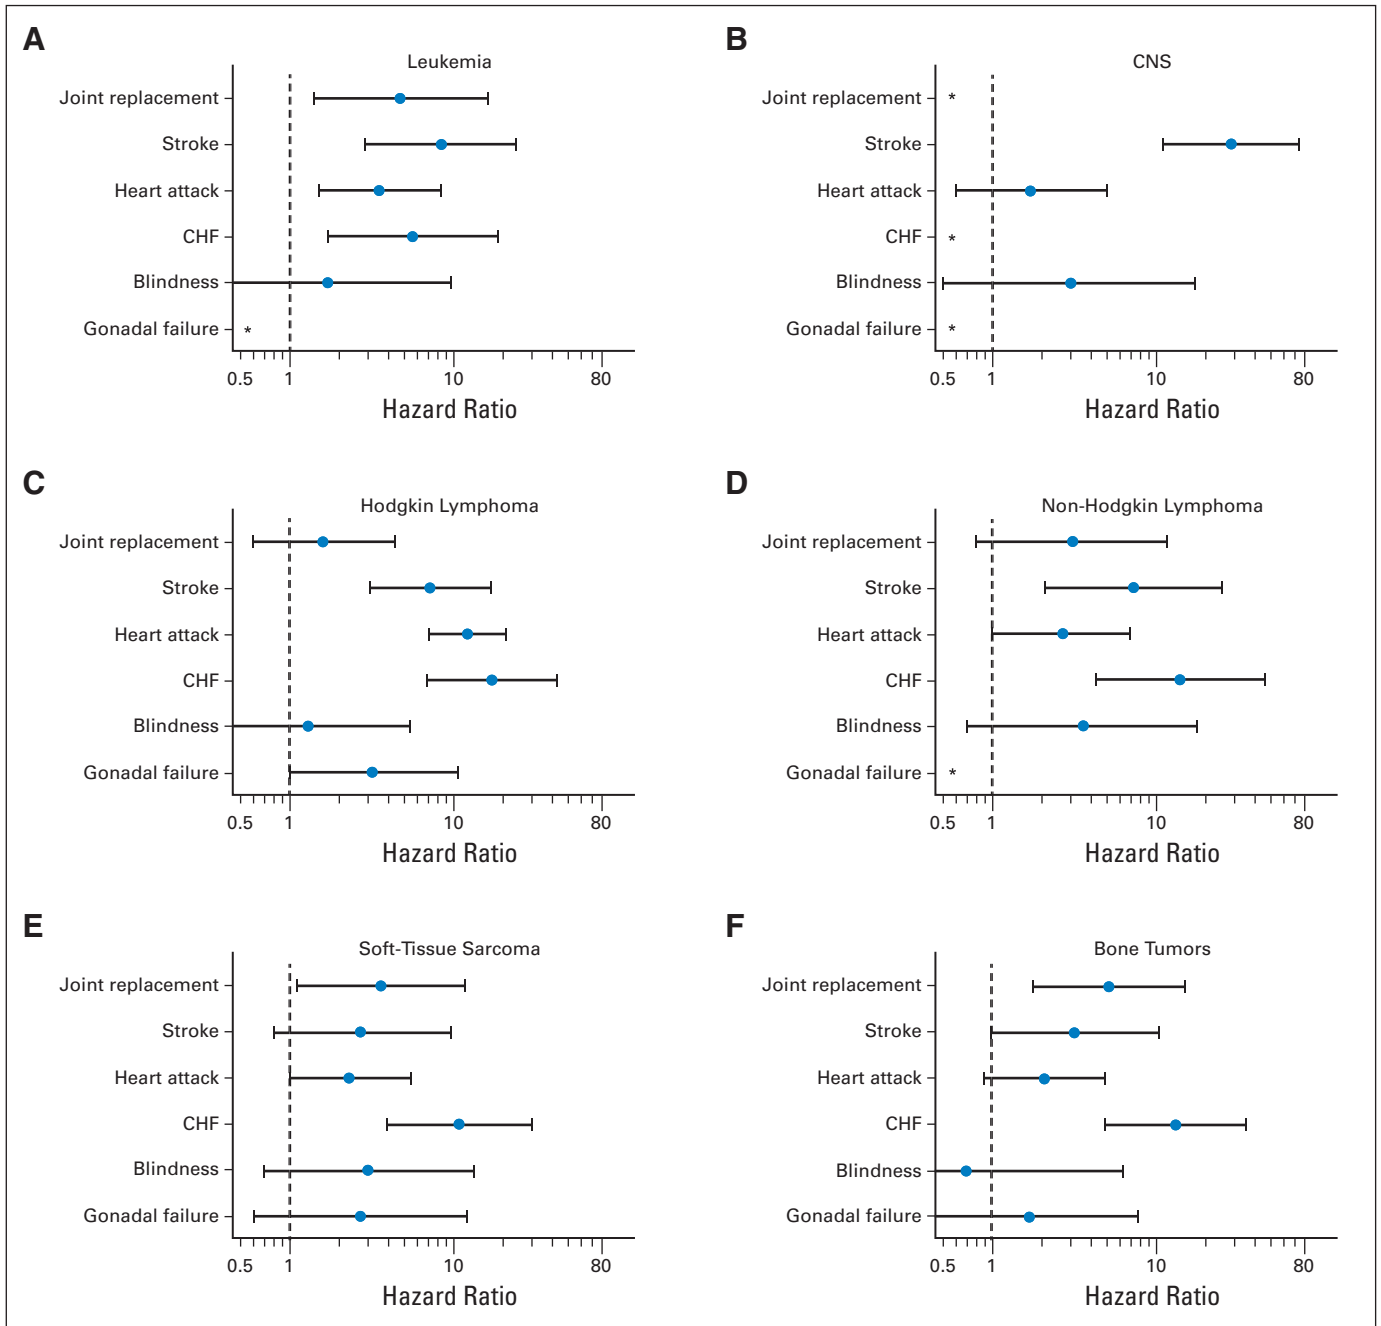 A
Leukemia
Joint replacement
Stroke
Heart attack
CHF
Blindness
Gonadal failure *
0.5 1 10 80
Hazard Ratio
B
CNS
Joint replacement *
Stroke
Heart attack
CHF *
Blindness
Gonadal failure *
0.5 1 10 80
Hazard Ratio
C
Hodgkin Lymphoma
Joint replacement
Stroke
Heart attack
CHF
Blindness
Gonadal failure
0.5 1 10 80
Hazard Ratio
D
Non-Hodgkin Lymphoma
Joint replacement
Stroke
Heart attack
CHF
Blindness
Gonadal failure *
0.5 1 10 80
Hazard Ratio
E
Soft-Tissue Sarcoma
Joint replacement
Stroke
Heart attack
CHF
Blindness
Gonadal failure
0.5 1 10 80
Hazard Ratio
F
Bone Tumors
Joint replacement
Stroke
Heart attack
CHF
Blindness
Gonadal failure
0.5 1 10 80
Hazard Ratio